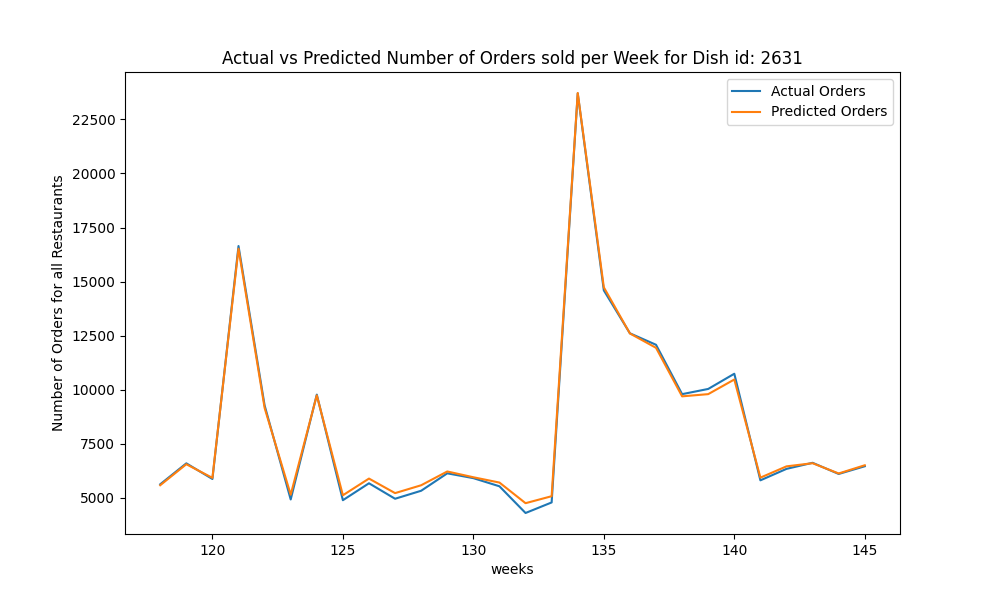 Actual vs Predicted Number of Orders sold per Week for Dish id: 2631
Actual Orders
Predicted Orders
Number of Orders for all Restaurants
22500
20000
17500
15000
12500
10000
7500
5000
120 125 130 135 140 145
weeks